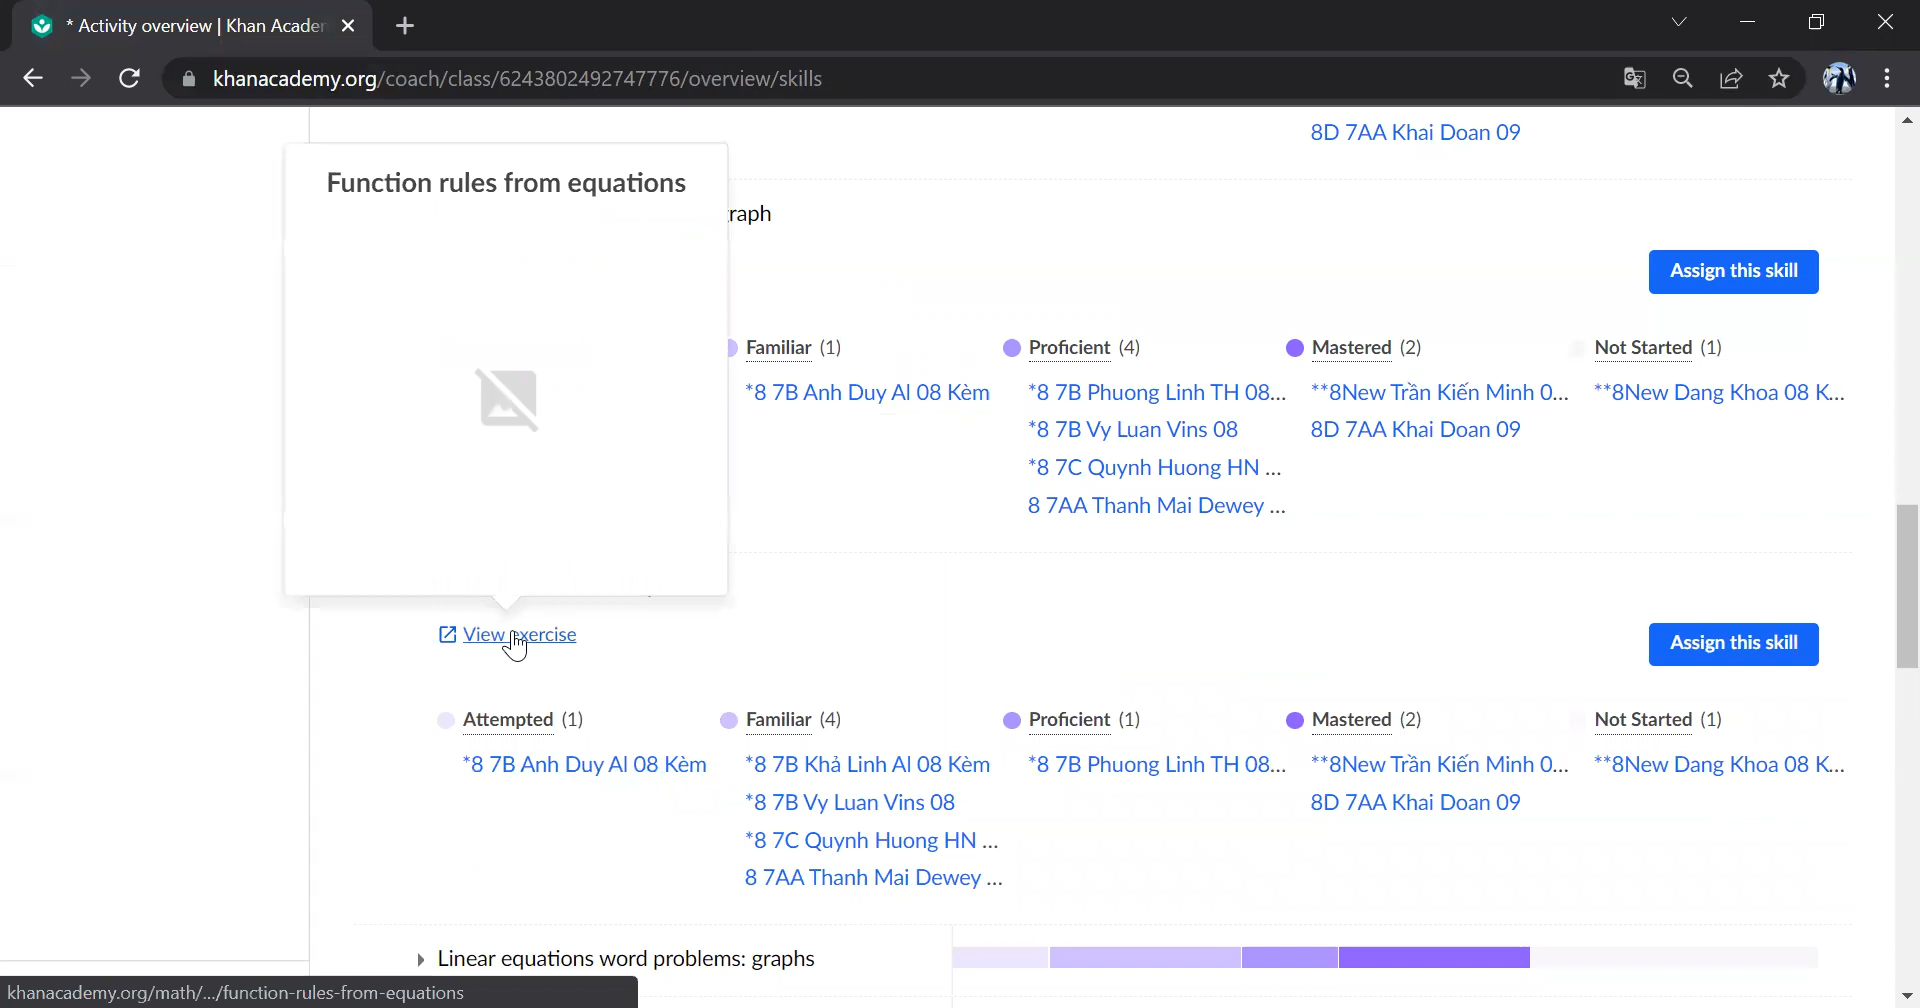 * Activity overview | Khan Acader
khanacademy.org/coach/class/6243802492747776/overview/skills
8D 7AA Khai Doan 09
Function rules from equations
raph
Assign this skill
Familiar (1)
Proficient (4)
Mastered (2)
Not Started (1)
*8 7B Anh Duy Al 08 Kèm
*8 7B Phuong Linh TH 08...
**8New Trần Kiến Minh 0...
**8New Dang Khoa 08 K...
*8 7B Vy Luan Vins 08
8D 7AA Khai Doan 09
*8 7C Quynh Huong HN ...
8 7AA Thanh Mai Dewey ...
View exercise
Assign this skill
Attempted (1)
Familiar (4)
Proficient (1)
Mastered (2)
Not Started (1)
*8 7B Anh Duy Al 08 Kèm
*8 7B Khả Linh Al 08 Kèm
*8 7B Phuong Linh TH 08...
**8New Trần Kiến Minh 0...
**8New Dang Khoa 08 K...
*8 7B Vy Luan Vins 08
8D 7AA Khai Doan 09
*8 7C Quynh Huong HN ...
8 7AA Thanh Mai Dewey ...
Linear equations word problems: graphs
khanacademy.org/math/.../function-rules-from-equations